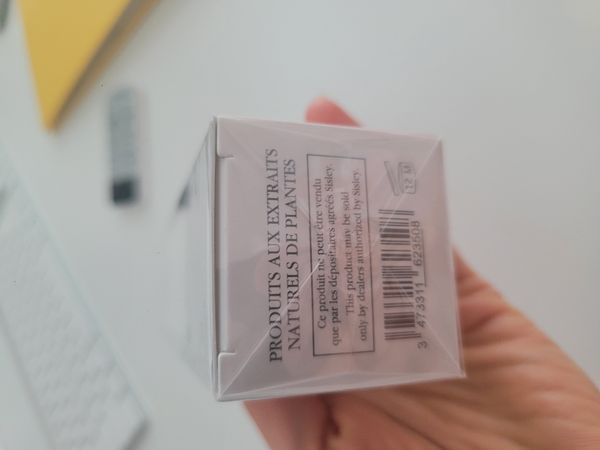 PRODUITS AUX EXTRAITS
NATURELS DE PLANTES
Ce produit ne peut être vendu
que par les dépositaires agréés Sisley.
This product may be sold
only by dealers authorized by Sisley.
12 M
3 473311 623508